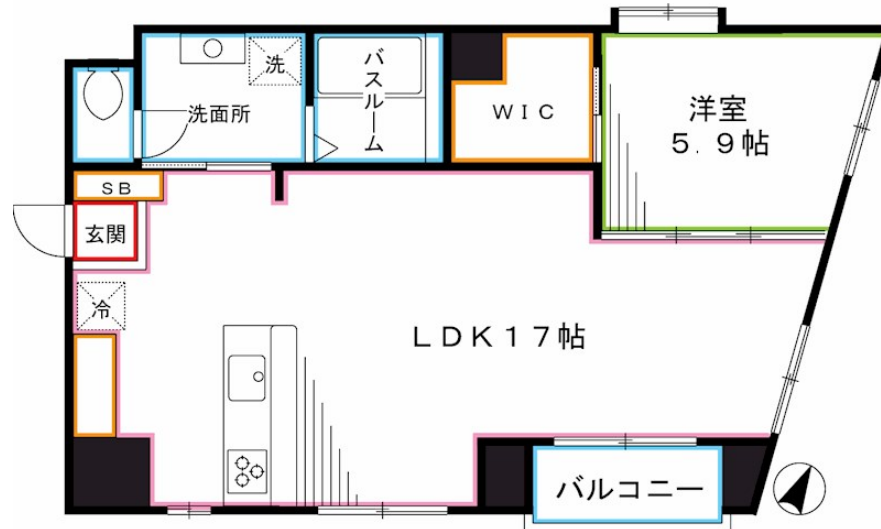 洗
洗面所
バスルーム
WIC
洋室
5.9帖
SB
玄関
冷
LDK17帖
バルコニー